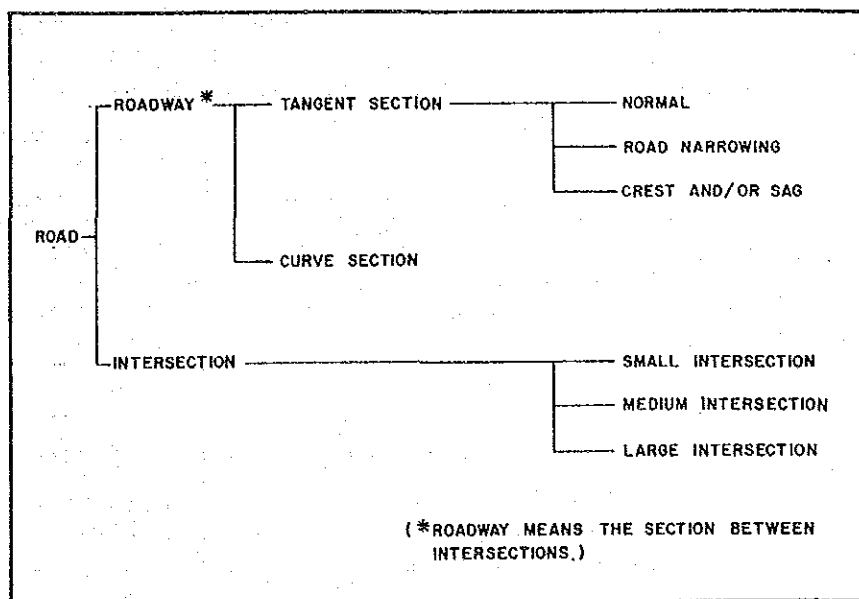 ROADWAY * TANGENT SECTION NORMAL
ROAD NARROWING
CREST AND/OR SAG
ROAD
CURVE SECTION
INTERSECTION SMALL INTERSECTION
MEDIUM INTERSECTION
LARGE INTERSECTION
(*ROADWAY MEANS THE SECTION BETWEEN
INTERSECTIONS.)